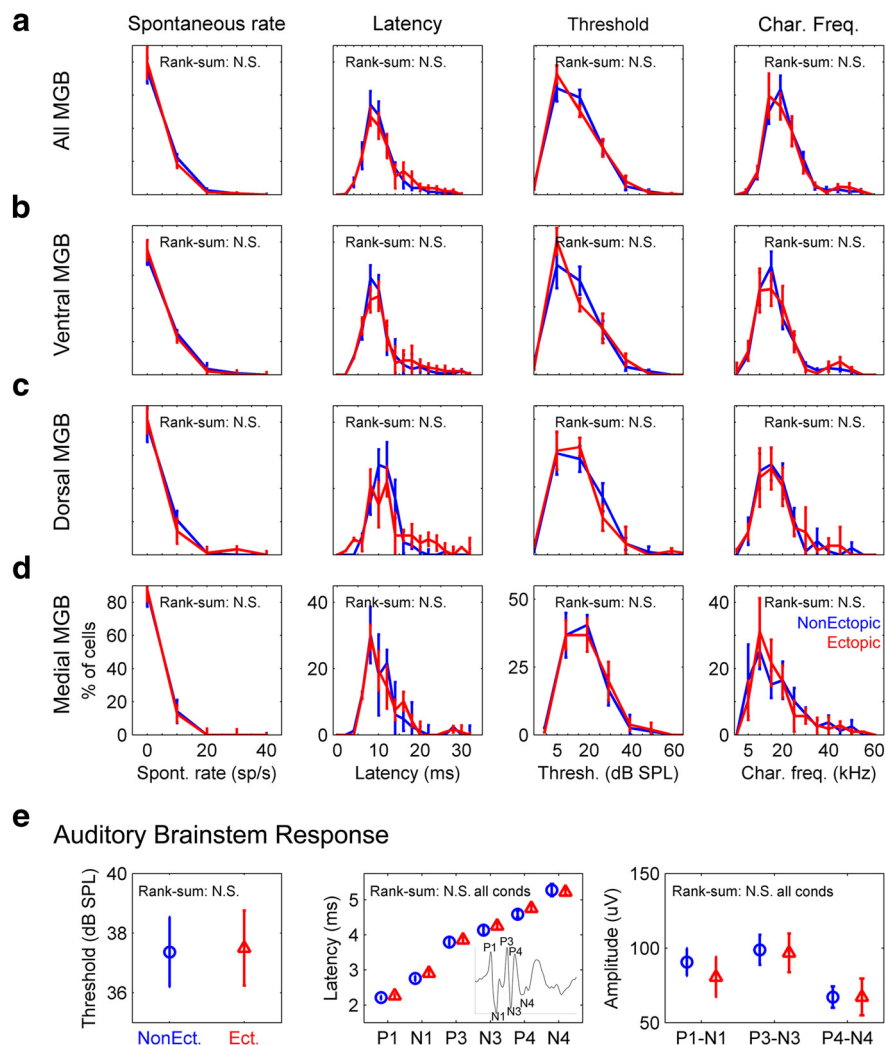 a
Spontaneous rate
Latency
Threshold
Char. Freq.
All MGB
Rank-sum: N.S.
Rank-sum: N.S.
Rank-sum: N.S.
Rank-sum: N.S.
b
Ventral MGB
Rank-sum: N.S.
Rank-sum: N.S.
Rank-sum: N.S.
Rank-sum: N.S.
c
Dorsal MGB
Rank-sum: N.S.
Rank-sum: N.S.
Rank-sum: N.S.
Rank-sum: N.S.
d
Medial MGB
% of cells
80
60
40
20
0
Rank-sum: N.S.
0 20 40
Spont. rate (sp/s)
40
20
0
Rank-sum: N.S.
0 10 20 30
Latency (ms)
50
25
0
Rank-sum: N.S.
5 20 40 60
Thresh. (dB SPL)
40
20
0
Rank-sum: N.S.
NonEctopic
Ectopic
5 20 40 60
Char. freq. (kHz)
e
Auditory Brainstem Response
Threshold (dB SPL)
40
38
36
Rank-sum: N.S.
NonEct. Ect.
Latency (ms)
5
4
3
2
Rank-sum: N.S. all conds
P1
P3
P4
N1
N3
N4
P1 N1 P3 N3 P4 N4
Amplitude (uV)
150
100
50
Rank-sum: N.S. all conds
P1-N1 P3-N3 P4-N4